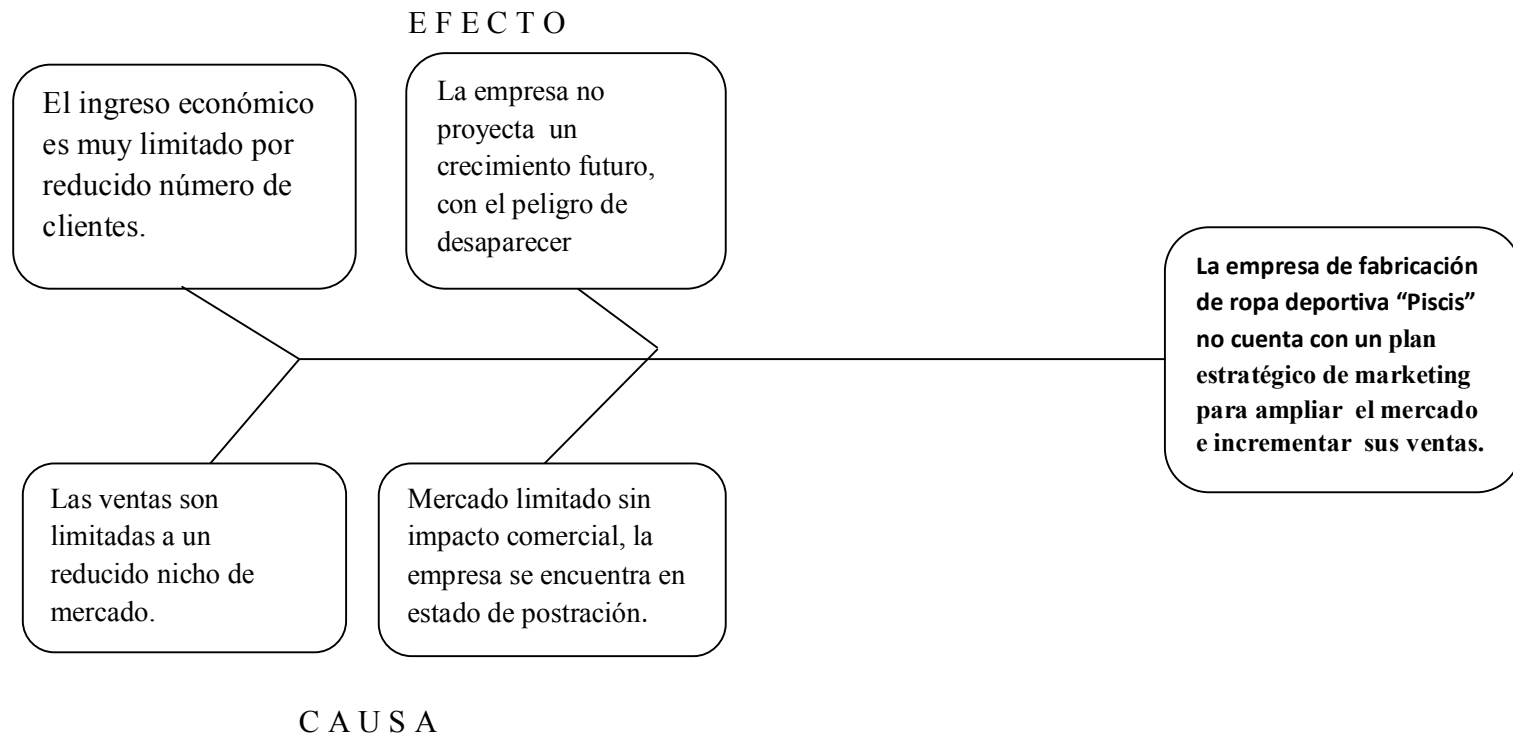 E F E C T O
El ingreso económico
es muy limitado por
reducido número de
clientes.
La empresa no
proyecta un
crecimiento futuro,
con el peligro de
desaparecer
La empresa de fabricación
de ropa deportiva “Piscis”
no cuenta con un plan
estratégico de marketing
para ampliar el mercado
e incrementar sus ventas.
Las ventas son
limitadas a un
reducido nicho de
mercado.
Mercado limitado sin
impacto comercial, la
empresa se encuentra en
estado de postración.
C A U S A